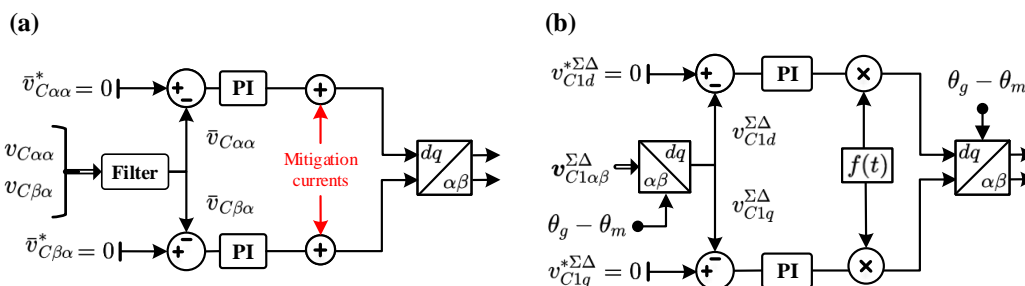 (a)
v̄*Cαα = 0
PI
vCαα
vCβα
Filter
v̄Cαα
v̄Cβα
Mitigation
currents
dq
αβ
v̄*Cβα = 0
PI
(b)
v*ΣΔC1d = 0
PI
θg − θm
vΣΔC1d
vΣΔC1αβ
dq
αβ
f(t)
dq
αβ
vΣΔC1q
θg − θm
v*ΣΔC1q = 0
PI